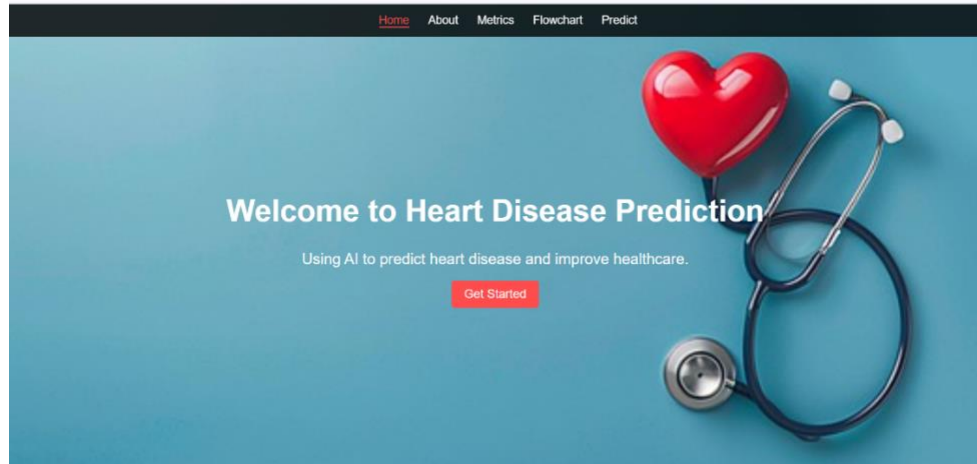 Home About Metrics Flowchart Predict
Welcome to Heart Disease Prediction
Using AI to predict heart disease and improve healthcare.
Get Started